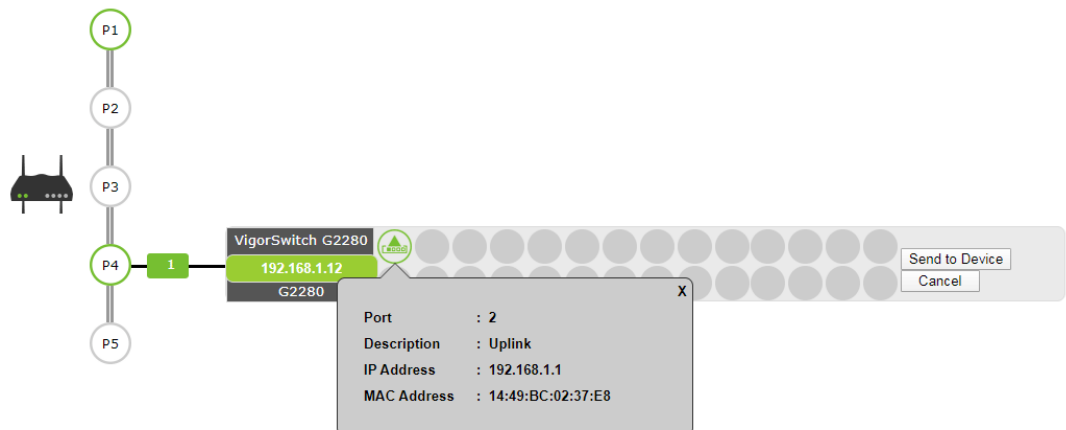 P1
P2
P3
P4
1
VigorSwitch G2280
192.168.1.12
G2280
Send to Device
Cancel
X
Port : 2
Description : Uplink
IP Address : 192.168.1.1
MAC Address : 14:49:BC:02:37:E8
P5